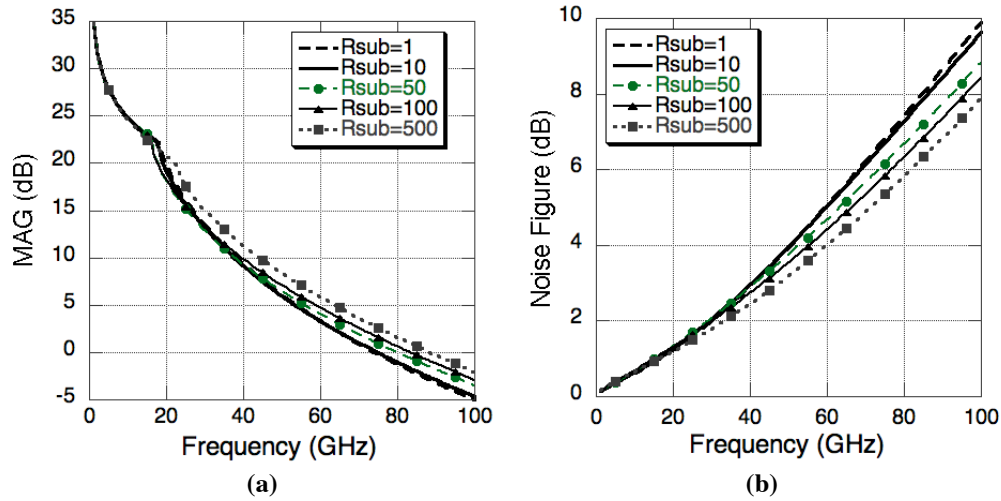 35
30
25
20
15
10
5
0
-5
MAG (dB)
Rsub=1
Rsub=10
Rsub=50
Rsub=100
Rsub=500
0 20 40 60 80 100
Frequency (GHz)
(a)
10
8
6
4
2
0
Noise Figure (dB)
Rsub=1
Rsub=10
Rsub=50
Rsub=100
Rsub=500
0 20 40 60 80 100
Frequency (GHz)
(b)